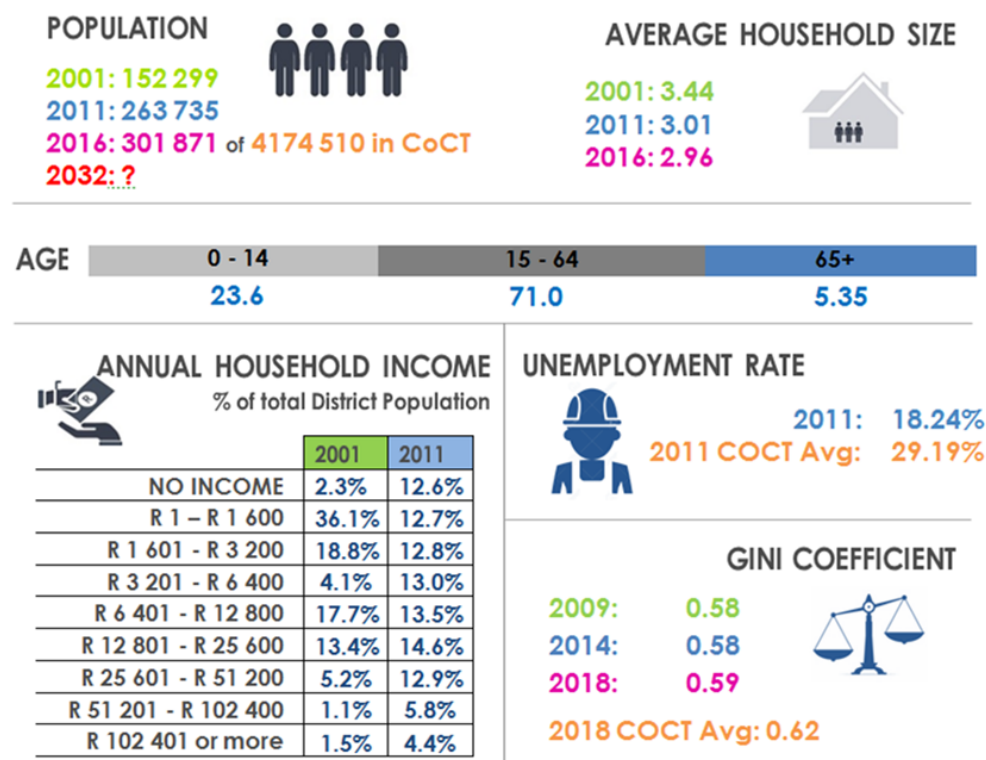 POPULATION
2001: 152 299
2011: 263 735
2016: 301 871 of 4174 510 in CoCT
2032: ?
AVERAGE HOUSEHOLD SIZE
2001: 3.44
2011: 3.01
2016: 2.96
AGE 0 - 14 15 - 64 65+
23.6 71.0 5.35
ANNUAL HOUSEHOLD INCOME
% of total District Population
2001 2011
NO INCOME 2.3% 12.6%
R 1 – R 1 600 36.1% 12.7%
R 1 601 - R 3 200 18.8% 12.8%
R 3 201 - R 6 400 4.1% 13.0%
R 6 401 - R 12 800 17.7% 13.5%
R 12 801 - R 25 600 13.4% 14.6%
R 25 601 - R 51 200 5.2% 12.9%
R 51 201 - R 102 400 1.1% 5.8%
R 102 401 or more 1.5% 4.4%
UNEMPLOYMENT RATE
2011: 18.24%
2011 COCT Avg: 29.19%
GINI COEFFICIENT
2009: 0.58
2014: 0.58
2018: 0.59
2018 COCT Avg: 0.62